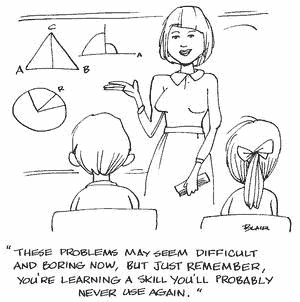 C
A
B
A
R
"THESE PROBLEMS MAY SEEM DIFFICULT
AND BORING NOW, BUT JUST REMEMBER,
YOU'RE LEARNING A SKILL YOU'LL PROBABLY
NEVER USE AGAIN."